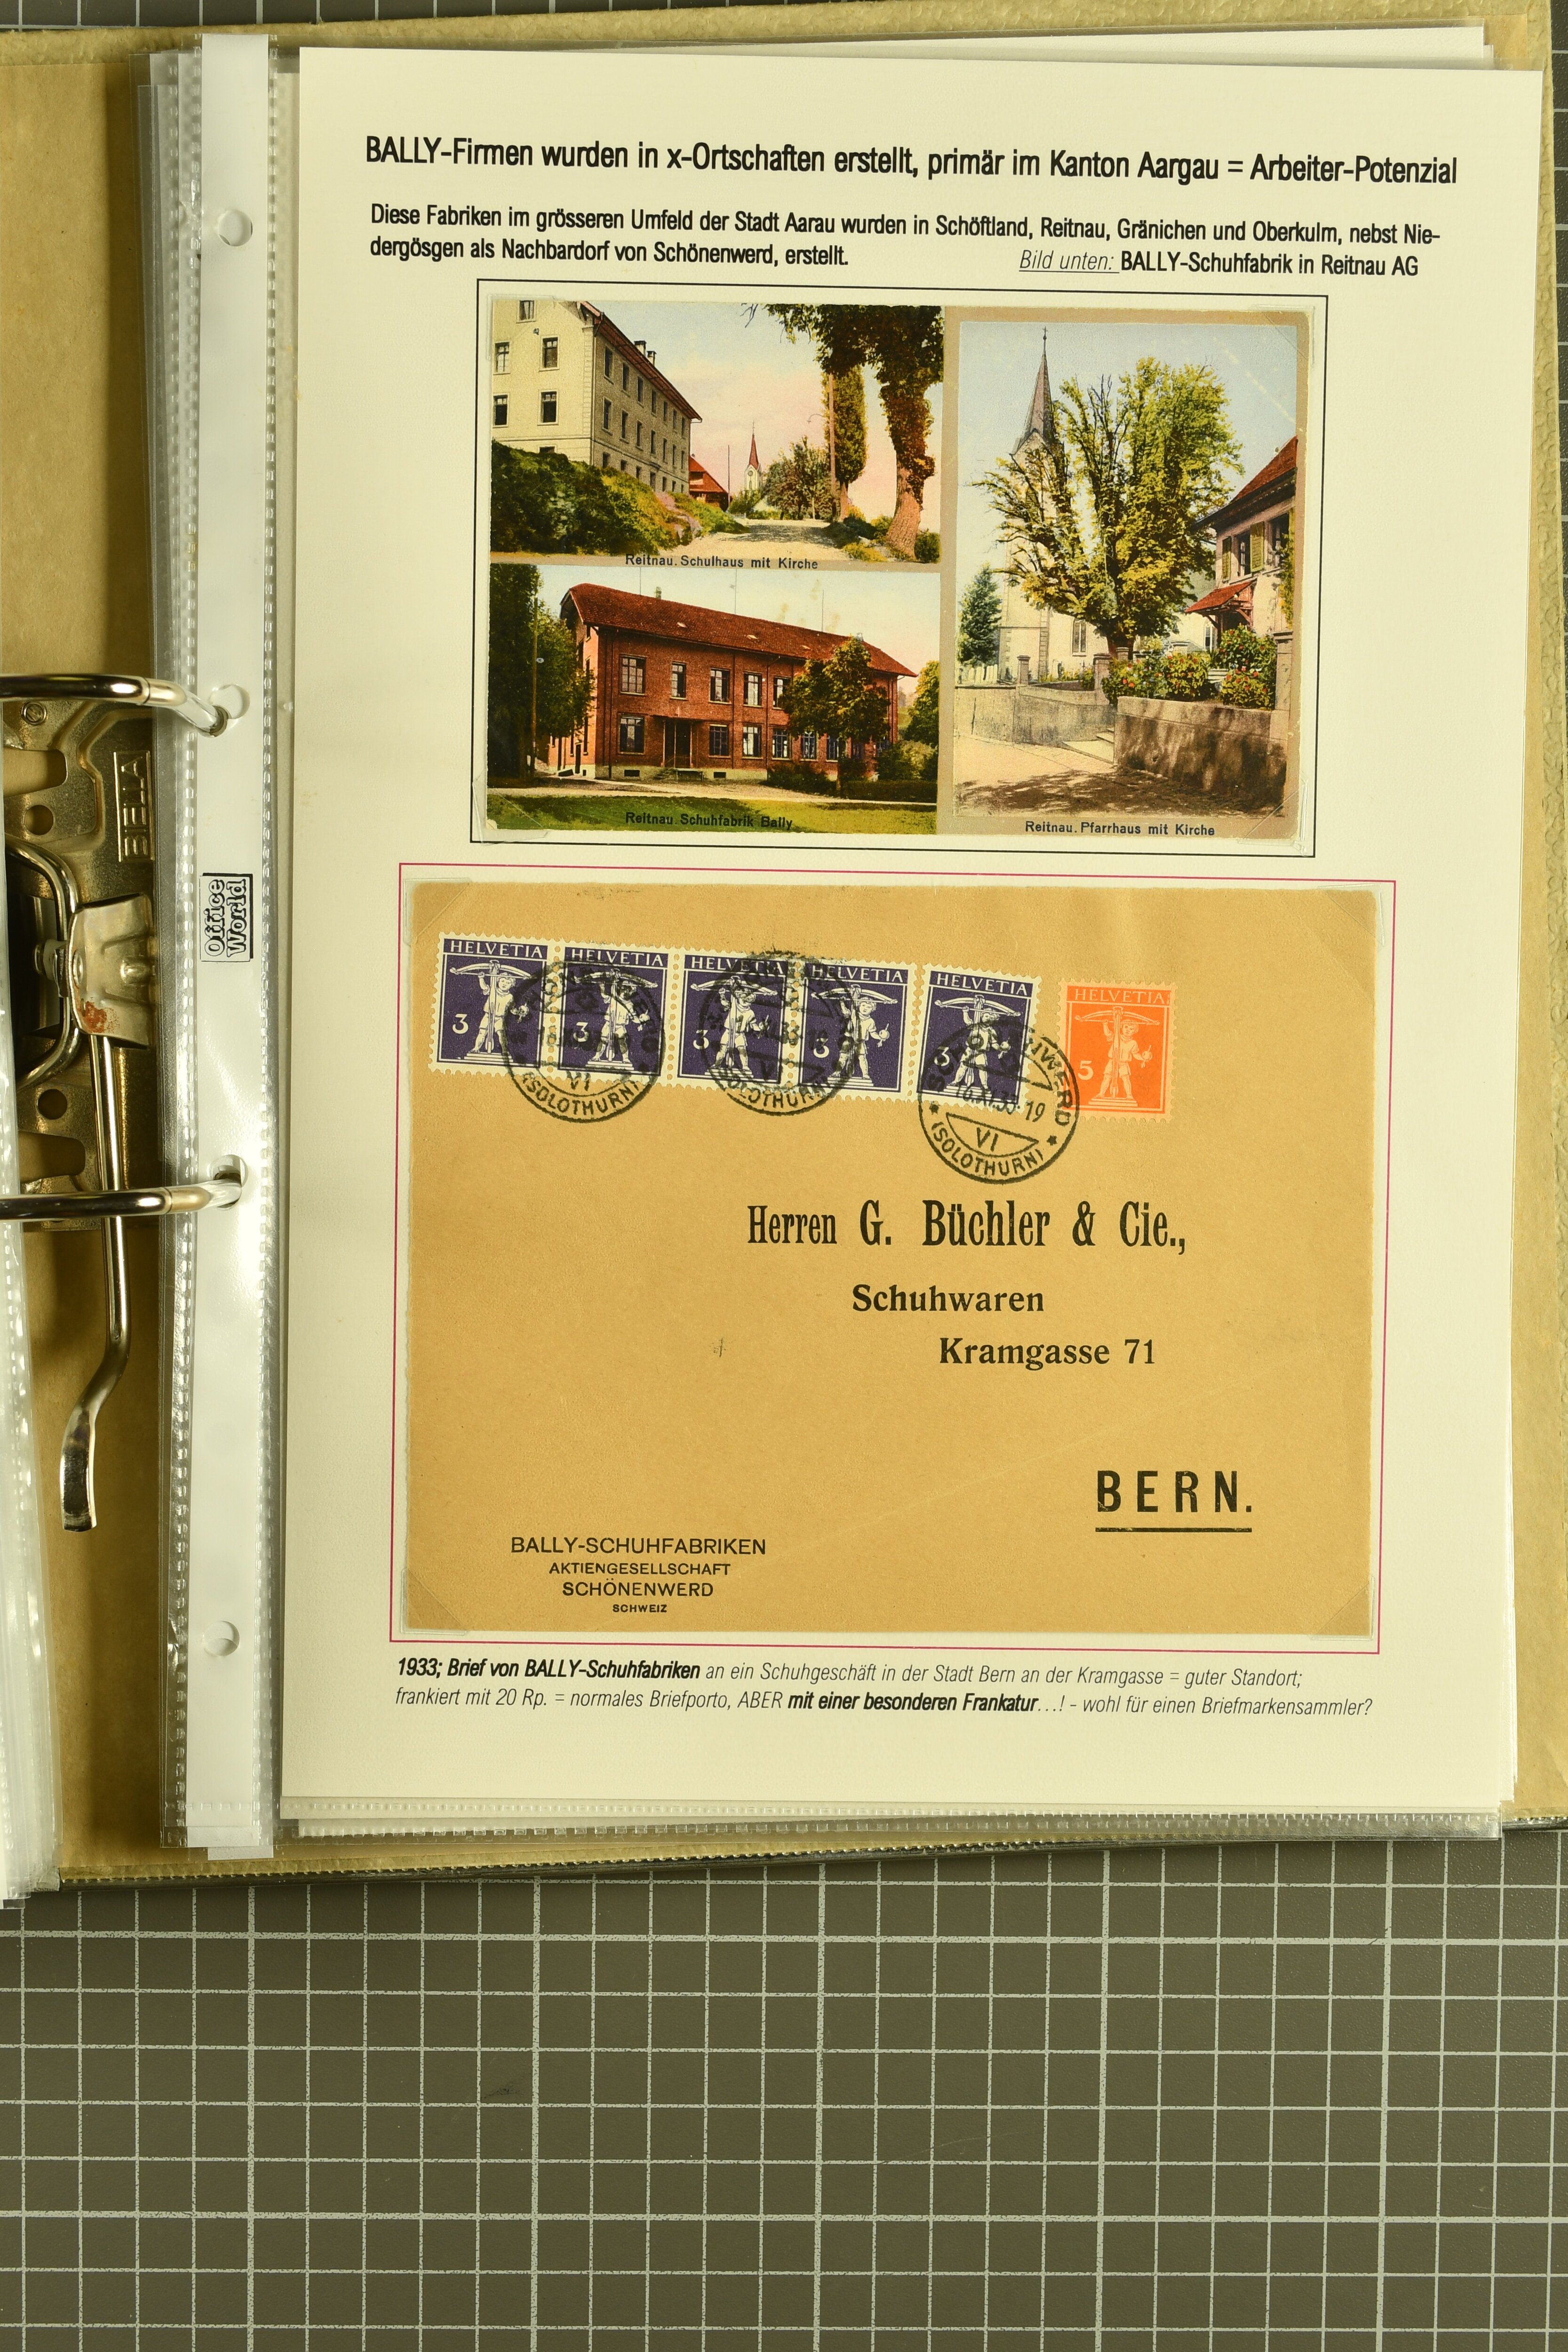 BALLY-Firmen wurden in x-Ortschaften erstellt, primär im Kanton Aargau = Arbeiter-Potenzial
Diese Fabriken im grösseren Umfeld der Stadt Aarau wurden in Schöftland, Reitnau, Gränichen und Oberkulm, nebst Nie-
dergösgen als Nachbardorf von Schönenwerd, erstellt.
Bild unten: BALLY-Schuhfabrik in Reitnau AG
Reitnau. Schulhaus mit Kirche
Reitnau. Schuhfabrik Bally
Reitnau. Pfarrhaus mit Kirche
BELA
Office
World
HELVETIA
3
HELVETIA
3
HELVETIA
3
HELVETIA
3
HELVETIA
3
HELVETIA
5
VI
(SOLOTHURN)
(SOLOTHURN)
19
VI
(SOLOTHURN)
Herren G. Büchler & Cie.,
Schuhwaren
Kramgasse 71
BERN.
BALLY-SCHUHFABRIKEN
AKTIENGESELLSCHAFT
SCHÖNENWERD
SCHWEIZ
1933; Brief von BALLY-Schuhfabriken an ein Schuhgeschäft in der Stadt Bern an der Kramgasse = guter Standort;
frankiert mit 20 Rp. = normales Briefporto, ABER mit einer besonderen Frankatur...! - wohl für einen Briefmarkensammler?